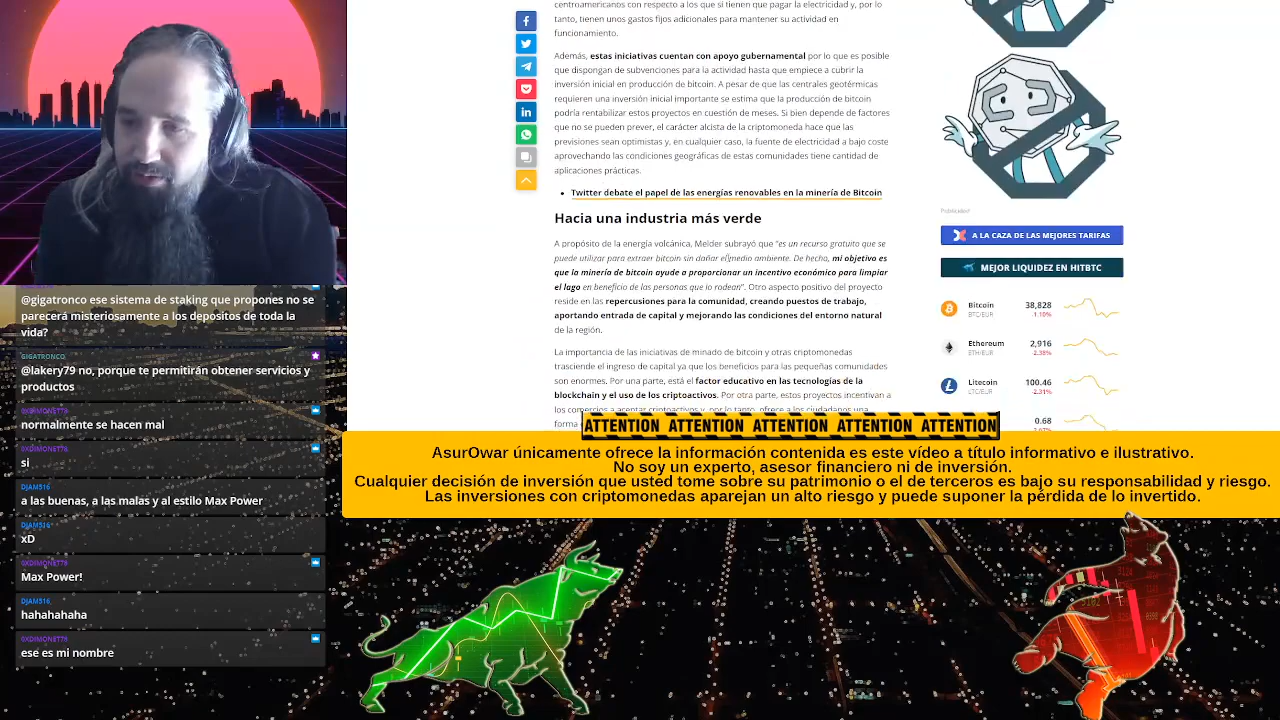 @gigatronco ese sistema de staking que propones no se
parecerá misteriosamente a los depositos de toda la
vida?
GIGATRONCO
@lakery79 no, porque te permitirán obtener servicios y
productos
0XDIMONET78
normalmente se hacen mal
0XDIMONET78
si
DJAM516
a las buenas, a las malas y al estilo Max Power
DJAM516
xD
0XDIMONET78
Max Power!
DJAM516
hahahahaha
0XDIMONET78
ese es mi nombre
centroamericanos con respecto a los que sí tienen que pagar la electricidad y, por lo
tanto, tienen unos gastos fijos adicionales para mantener su actividad en
funcionamiento.
Además, estas iniciativas cuentan con apoyo gubernamental por lo que es posible
que dispongan de subvenciones para la actividad hasta que empiece a cubrir la
inversión inicial en producción de bitcoin. A pesar de que las centrales geotérmicas
requieren una inversión inicial importante se estima que la producción de bitcoin
podría rentabilizar estos proyectos en cuestión de meses. Si bien depende de factores
que no se pueden prever, el carácter alcista de la criptomoneda hace que las
previsiones sean optimistas y, en cualquier caso, la fuente de electricidad a bajo coste
aprovechando las condiciones geográficas de estas comunidades tiene cantidad de
aplicaciones prácticas.
• Twitter debate el papel de las energías renovables en la minería de Bitcoin
Hacia una industria más verde
A propósito de la energía volcánica, Melder subrayó que "es un recurso gratuito que se
puede utilizar para extraer bitcoin sin dañar el medio ambiente. De hecho, mi objetivo es
que la minería de bitcoin ayude a proporcionar un incentivo económico para limpiar
el lago en beneficio de las personas que lo rodean". Otro aspecto positivo del proyecto
reside en las repercusiones para la comunidad, creando puestos de trabajo,
aportando entrada de capital y mejorando las condiciones del entorno natural
de la región.
La importancia de las iniciativas de minado de bitcoin y otras criptomonedas
trasciende el ingreso de capital ya que los beneficios para las pequeñas comunidades
son enormes. Por una parte, está el factor educativo en las tecnologías de la
blockchain y el uso de los criptoactivos. Por otra parte, estos proyectos incentivan a
los comercios a aceptar criptoactivos y, por lo tanto, ofrece a los ciudadanos una
forma
Publicidad
A LA CAZA DE LAS MEJORES TARIFAS
MEJOR LIQUIDEZ EN HITBTC
Bitcoin 38,828
BTC/EUR -1.10%
Ethereum 2,916
ETH/EUR -2.38%
Litecoin 100.46
LTC/EUR -2.31%
0.68
ATTENTION ATTENTION ATTENTION ATTENTION ATTENTION
AsurOwar únicamente ofrece la información contenida es este vídeo a título informativo e ilustrativo.
No soy un experto, asesor financiero ni de inversión.
Cualquier decisión de inversión que usted tome sobre su patrimonio o el de terceros es bajo su responsabilidad y riesgo.
Las inversiones con criptomonedas aparejan un alto riesgo y puede suponer la pérdida de lo invertido.